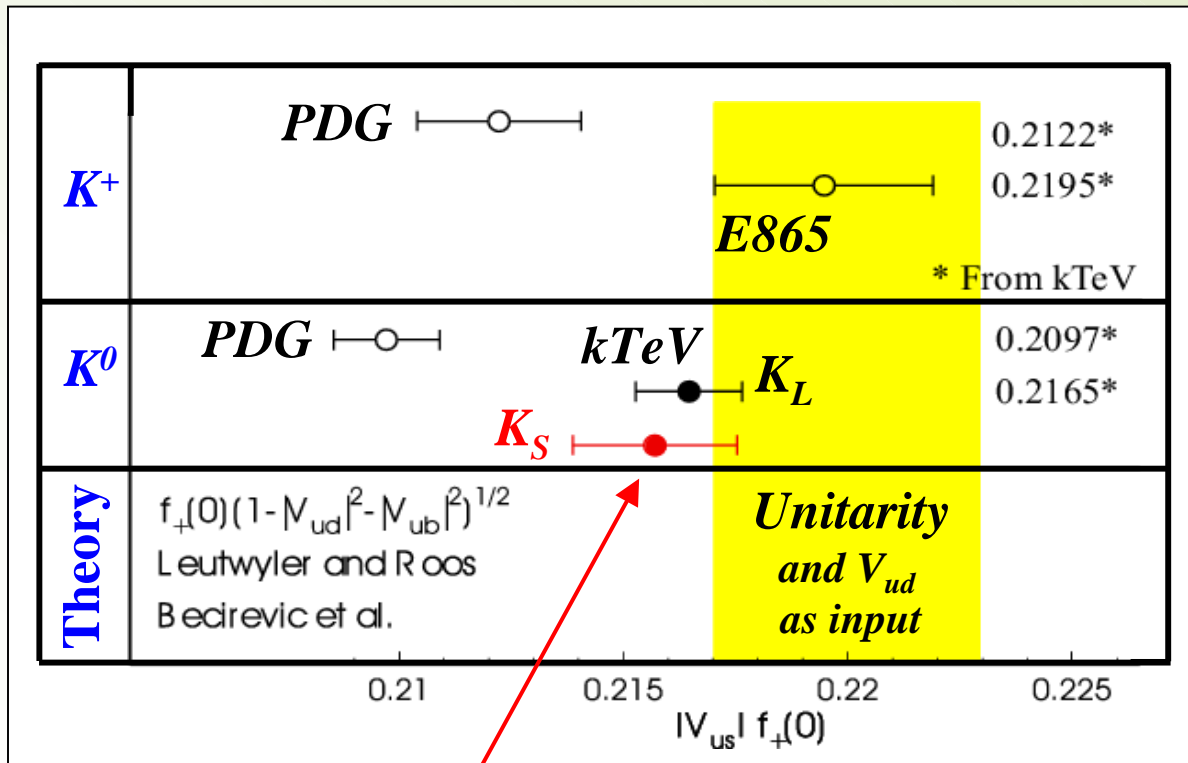 PDG
0.2122*
K+
0.2195*
E865
* From kTeV
PDG
kTeV
0.2097*
K0
KL
0.2165*
KS
Theory
f+(0)(1-|Vud|2-|Vub|2)1/2
Leutwyler and Roos
Becirevic et al.
Unitarity
and Vud
as input
0.21 0.215 0.22 0.225
|Vus| f+(0)